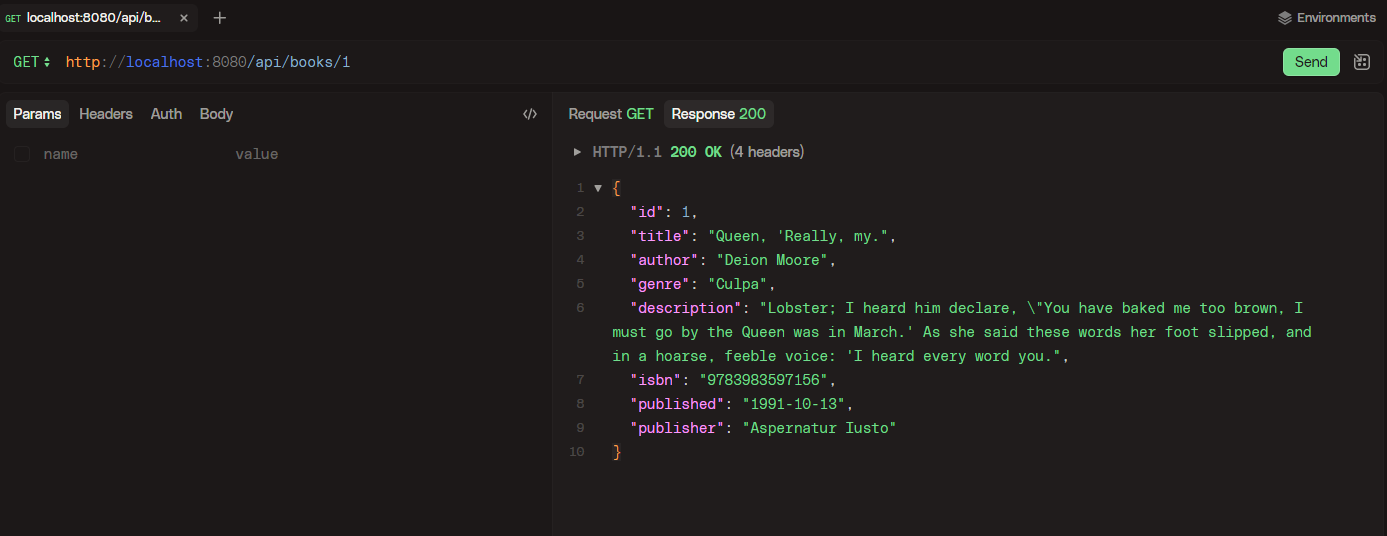 GET localhost:8080/api/b... × +
Environments
GET http://localhost:8080/api/books/1
Send
Params Headers Auth Body </>
name value
Request GET Response 200
HTTP/1.1 200 OK (4 headers)
1 {
2 "id": 1,
3 "title": "Queen, 'Really, my.",
4 "author": "Deion Moore",
5 "genre": "Culpa",
6 "description": "Lobster; I heard him declare, \"You have baked me too brown, I
must go by the Queen was in March.' As she said these words her foot slipped, and
in a hoarse, feeble voice: 'I heard every word you.",
7 "isbn": "9783983597156",
8 "published": "1991-10-13",
9 "publisher": "Aspernatur Iusto"
10 }